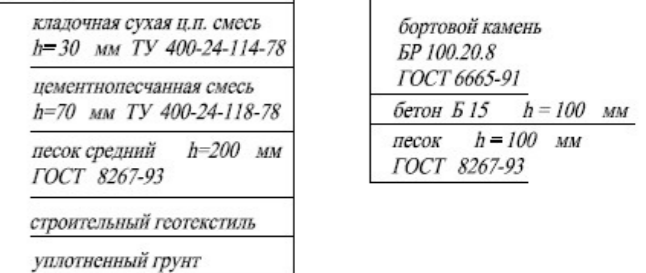 кладочная сухая ц.п. смесь
h=30 мм ТУ 400-24-114-78
цементнопесчанная смесь
h=70 мм ТУ 400-24-118-78
песок средний h=200 мм
ГОСТ 8267-93
строительный геотекстиль
уплотненный грунт
бортовой камень
БР 100.20.8
ГОСТ 6665-91
бетон Б 15 h = 100 мм
песок h = 100 мм
ГОСТ 8267-93